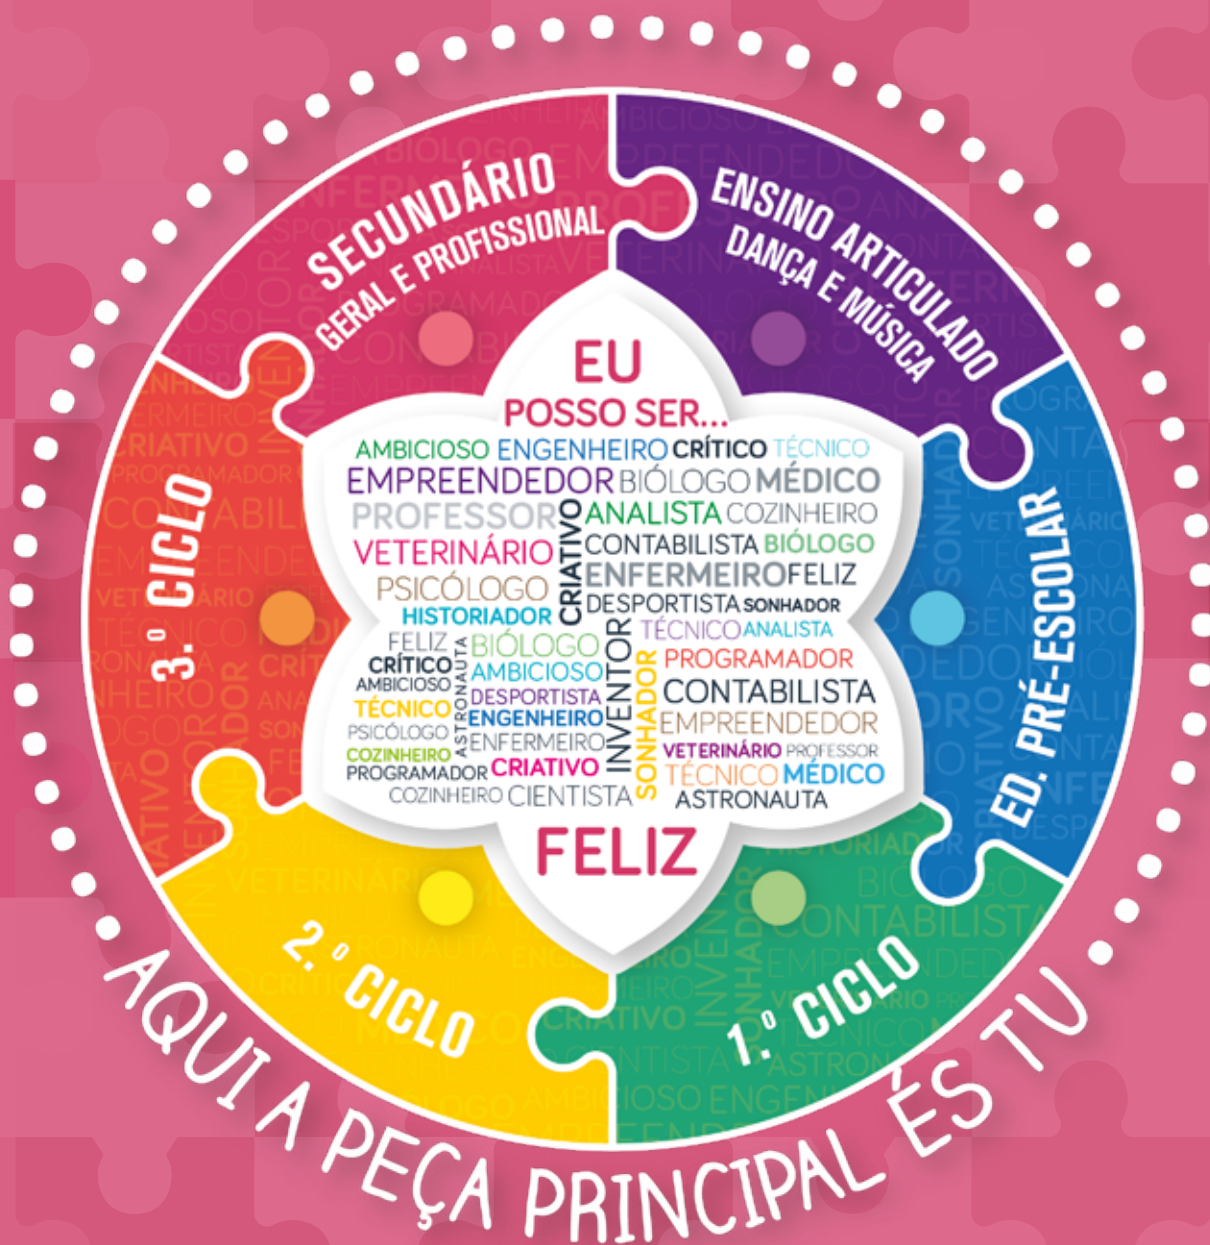 SECUNDÁRIO
GERAL E PROFISSIONAL
ENSINO ARTICULADO
DANÇA E MÚSICA
ED. PRÉ-ESCOLAR
1.º CICLO
2.º CICLO
3.º CICLO
EU
POSSO SER...
AMBICIOSO ENGENHEIRO CRÍTICO TÉCNICO
EMPREENDEDOR BIÓLOGO MÉDICO
PROFESSOR CRIATIVO ANALISTA COZINHEIRO
VETERINÁRIO CONTABILISTA BIÓLOGO
PSICÓLOGO ENFERMEIRO FELIZ
HISTORIADOR DESPORTISTA SONHADOR
FELIZ ASTRONAUTA BIÓLOGO INVENTOR TÉCNICO ANALISTA
CRÍTICO AMBICIOSO SONHADOR PROGRAMADOR
AMBICIOSO DESPORTISTA CONTABILISTA
TÉCNICO ENGENHEIRO EMPREENDEDOR
PSICÓLOGO ENFERMEIRO VETERINÁRIO PROFESSOR
COZINHEIRO CRIATIVO TÉCNICO MÉDICO
PROGRAMADOR
COZINHEIRO CIENTISTA ASTRONAUTA
FELIZ
AQUI A PEÇA PRINCIPAL ÉS TU